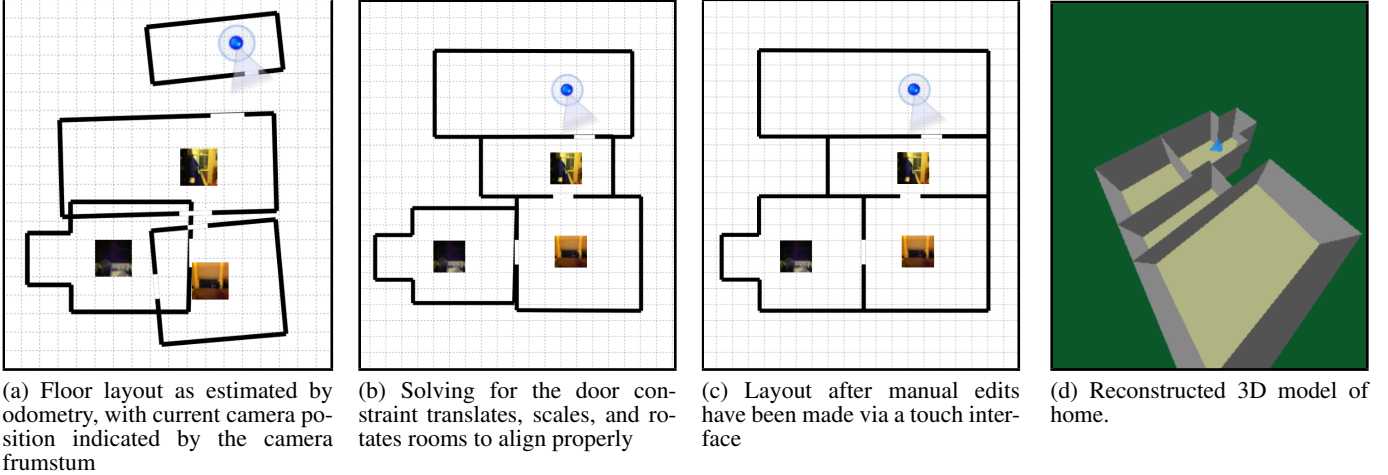 (a) Floor layout as estimated by
odometry, with current camera po-
sition indicated by the camera
frumstum
(b) Solving for the door con-
straint translates, scales, and ro-
tates rooms to align properly
(c) Layout after manual edits
have been made via a touch inter-
face
(d) Reconstructed 3D model of
home.